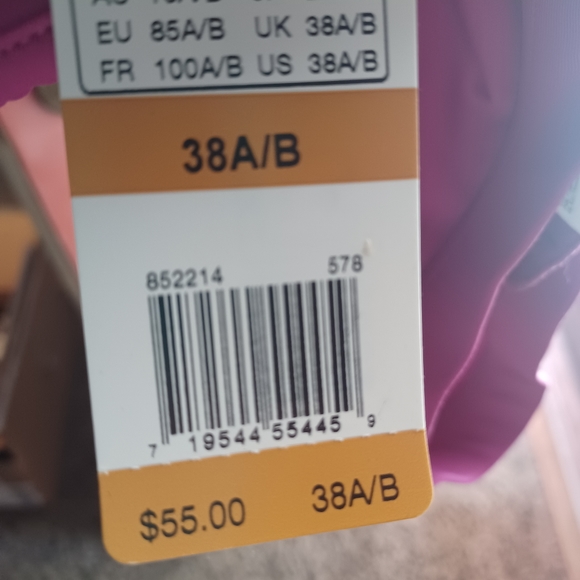 EU 85A/B UK 38A/B
FR 100A/B US 38A/B
38A/B
852214 578
7 19544 55445 9
$55.00 38A/B